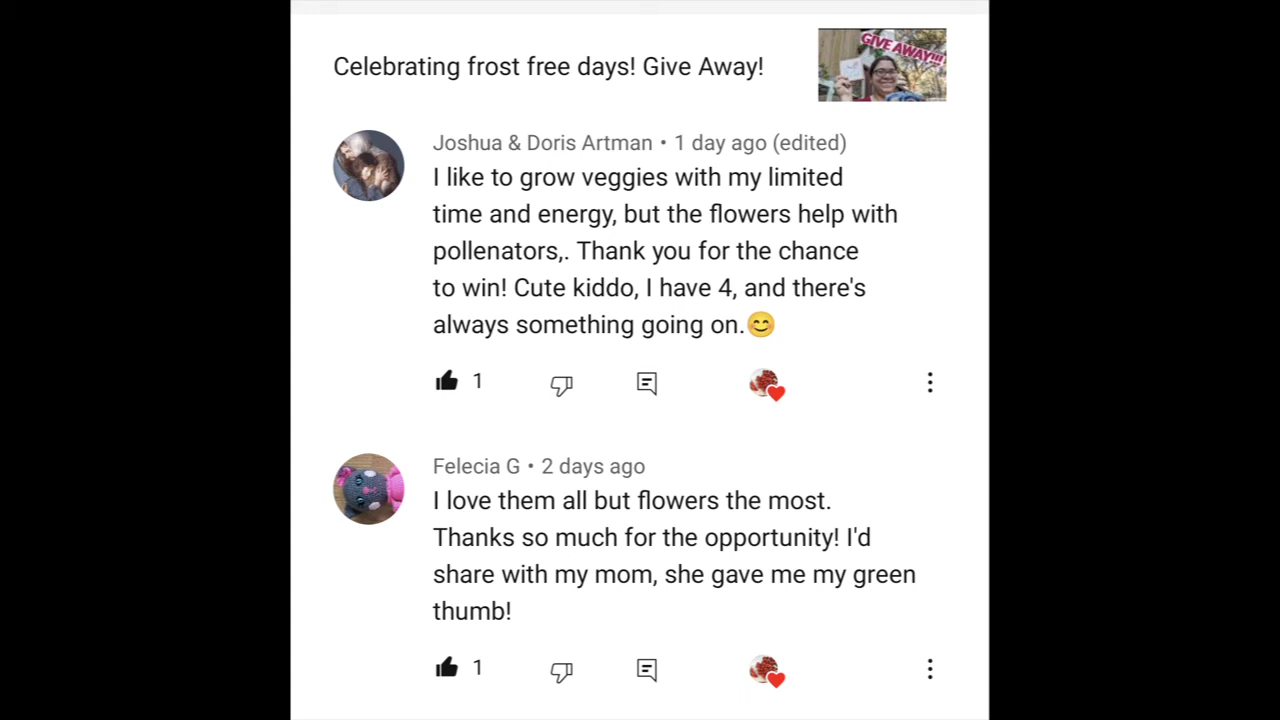 Celebrating frost free days! Give Away!
GIVE AWAY!!!
Joshua & Doris Artman • 1 day ago (edited)
I like to grow veggies with my limited
time and energy, but the flowers help with
pollenators,. Thank you for the chance
to win! Cute kiddo, I have 4, and there's
always something going on.😊
1
Felecia G • 2 days ago
I love them all but flowers the most.
Thanks so much for the opportunity! I'd
share with my mom, she gave me my green
thumb!
1